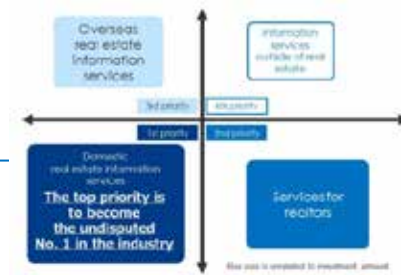 Overseas
real estate
information
services
Information
services
outside of real
estate
3rd priority
4th priority
1st priority
2nd priority
Domestic
real estate information
services
The top priority is
to become
the undisputed
No. 1 in the industry
Services for
realtors
Box size is correlated to investment amount